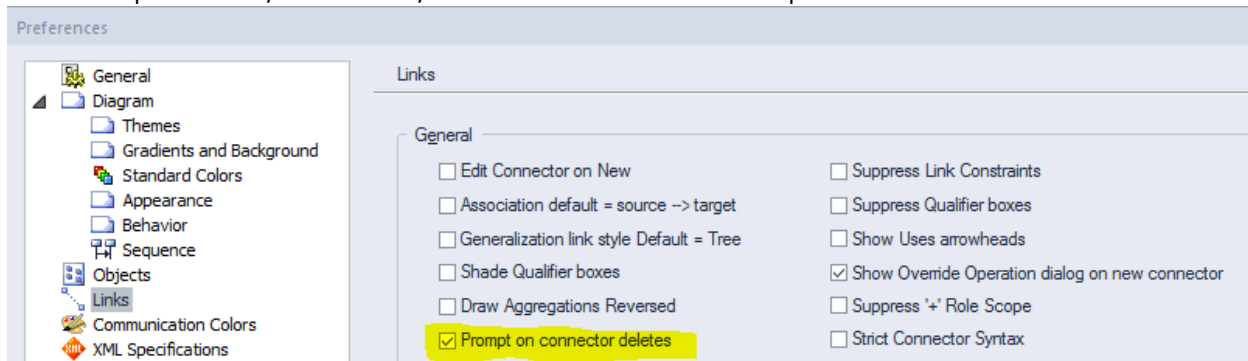 Preferences
General
Diagram
Themes
Gradients and Background
Standard Colors
Appearance
Behavior
Sequence
Objects
Links
Communication Colors
XML Specifications
Links
General
Edit Connector on New
Association default = source --> target
Generalization link style Default = Tree
Shade Qualifier boxes
Draw Aggregations Reversed
Prompt on connector deletes
Suppress Link Constraints
Suppress Qualifier boxes
Show Uses arrowheads
Show Override Operation dialog on new connector
Suppress '+' Role Scope
Strict Connector Syntax